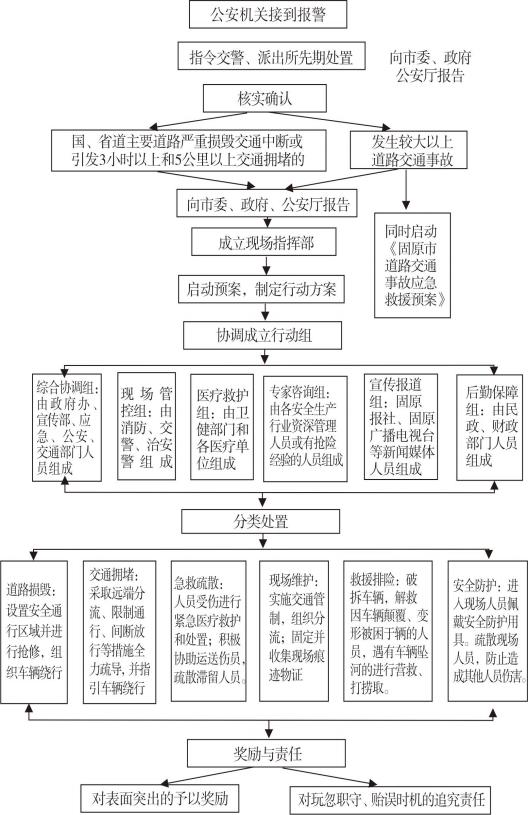 公安机关接到报警
指令交警、派出所先期处置
向市委、政府
公安厅报告
核实确认
国、省道主要道路严重损毁交通中断或
引发3小时以上和5公里以上交通拥堵的
发生较大以上
道路交通事故
向市委、政府、公安厅报告
同时启动
《固原市
道路交通
事故应急
救援预案》
成立现场指挥部
启动预案，制定行动方案
协调成立行动组
综合协调组：
由政府办、
宣传部、应
急、公安、
交通部门人
员组成
现场管
控组：由
消防、交
警、治安
警组成
医疗救护
组：由卫
健部门和
各医疗单
位组成
专家咨询组：
由各安全生产
行业资深管理
人员或有抢险
经验的人员组成
宣传报道
组：固原
报社、固原
广播电视台
等新闻媒体
人员组成
后勤保障
组：由民
政、财政
部门人员
组成
分类处置
道路损毁：
设置安全通
行区域并进
行抢修，组
织车辆绕行
交通拥堵：
采取远端分
流、限制通
行、间断放
行等措施全
力疏导，并指
引车辆绕行
急救疏散：
人员受伤进行
紧急医疗救护
和处置；积极
协助运送伤员，
疏散滞留人员。
现场维护：
实施交通管
制，组织分
流；固定并
收集现场痕
迹物证
救援排险：破
拆车辆，解救
因车辆颠覆、变
形被困于辆的人
员，遇有车辆坠
河的进行营救、
打捞取。
安全防护：进
入现场人员佩
戴安全防护用
具。疏散现场
人员，防止造
成其他人员伤害。
奖励与责任
对表面突出的予以奖励
对玩忽职守、贻误时机的追究责任